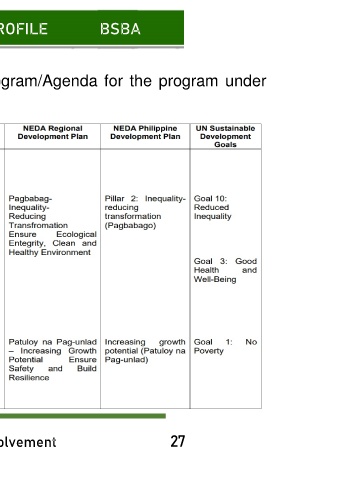 ROFILE BSBA
gram/Agenda for the program under
NEDA Regional
Development Plan
NEDA Philippine
Development Plan
UN Sustainable
Development
Goals
Pagbabag-
Inequality-
Reducing
Transfromation
Ensure Ecological
Entegrity, Clean and
Healthy Environment
Pillar 2: Inequality-
reducing
transformation
(Pagbabago)
Goal 10:
Reduced
Inequality
Goal 3: Good
Health and
Well-Being
Patuloy na Pag-unlad
– Increasing Growth
Potential Ensure
Safety and Build
Resilience
Increasing growth
potential (Patuloy na
Pag-unlad)
Goal 1: No
Poverty
olvement 27